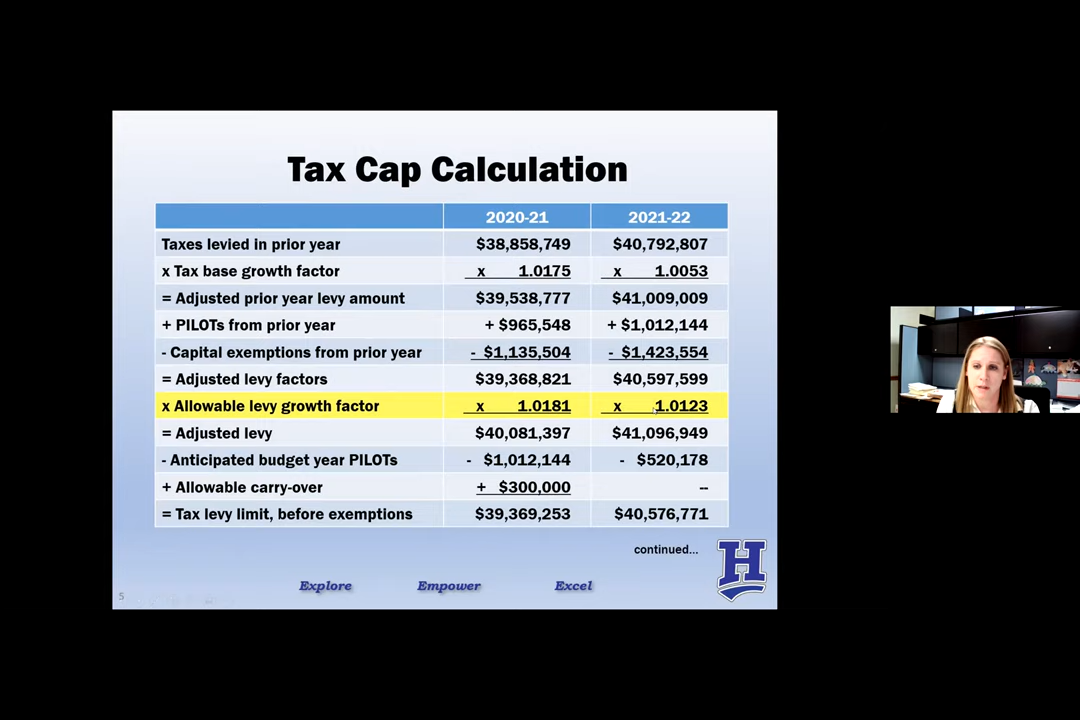 Tax Cap Calculation
2020-21 2021-22
Taxes levied in prior year $38,858,749 $40,792,807
x Tax base growth factor x 1.0175 x 1.0053
= Adjusted prior year levy amount $39,538,777 $41,009,009
+ PILOTs from prior year + $965,548 + $1,012,144
- Capital exemptions from prior year - $1,135,504 - $1,423,554
= Adjusted levy factors $39,368,821 $40,597,599
x Allowable levy growth factor x 1.0181 x 1.0123
= Adjusted levy $40,081,397 $41,096,949
- Anticipated budget year PILOTs - $1,012,144 - $520,178
+ Allowable carry-over + $300,000 --
= Tax levy limit, before exemptions $39,369,253 $40,576,771
continued...
H
Explore Empower Excel
5